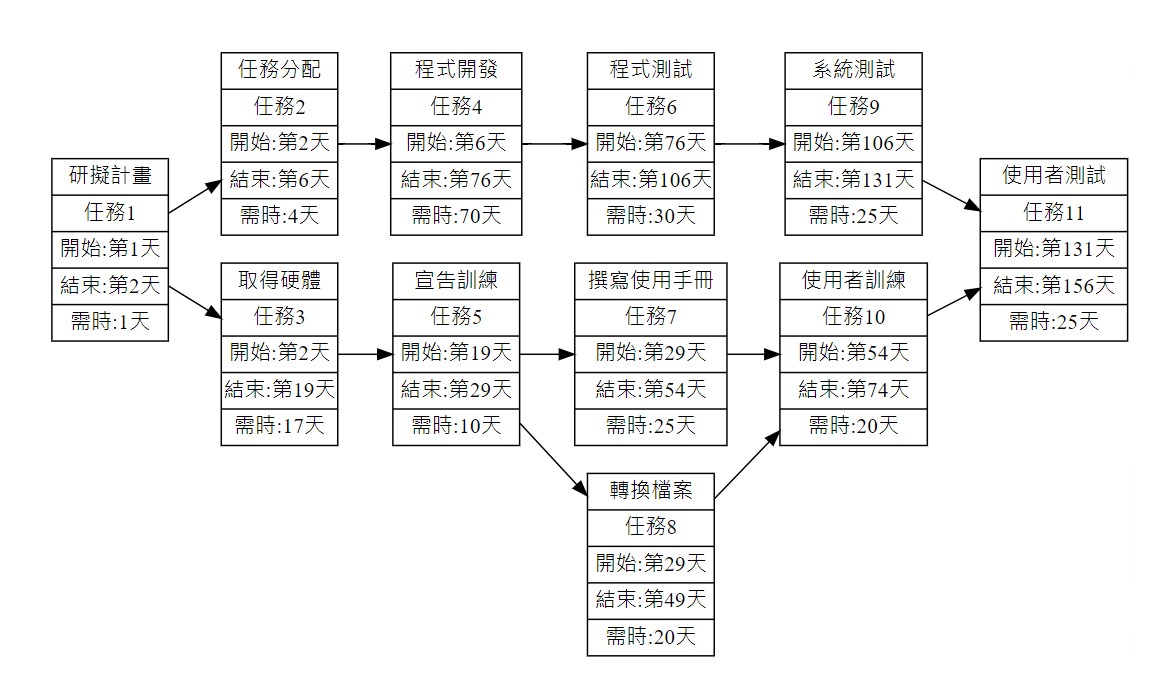 研擬計畫
任務1
開始:第1天
結束:第2天
需時:1天
任務分配
任務2
開始:第2天
結束:第6天
需時:4天
程式開發
任務4
開始:第6天
結束:第76天
需時:70天
程式測試
任務6
開始:第76天
結束:第106天
需時:30天
系統測試
任務9
開始:第106天
結束:第131天
需時:25天
取得硬體
任務3
開始:第2天
結束:第19天
需時:17天
宣告訓練
任務5
開始:第19天
結束:第29天
需時:10天
撰寫使用手冊
任務7
開始:第29天
結束:第54天
需時:25天
使用者訓練
任務10
開始:第54天
結束:第74天
需時:20天
轉換檔案
任務8
開始:第29天
結束:第49天
需時:20天
使用者測試
任務11
開始:第131天
結束:第156天
需時:25天